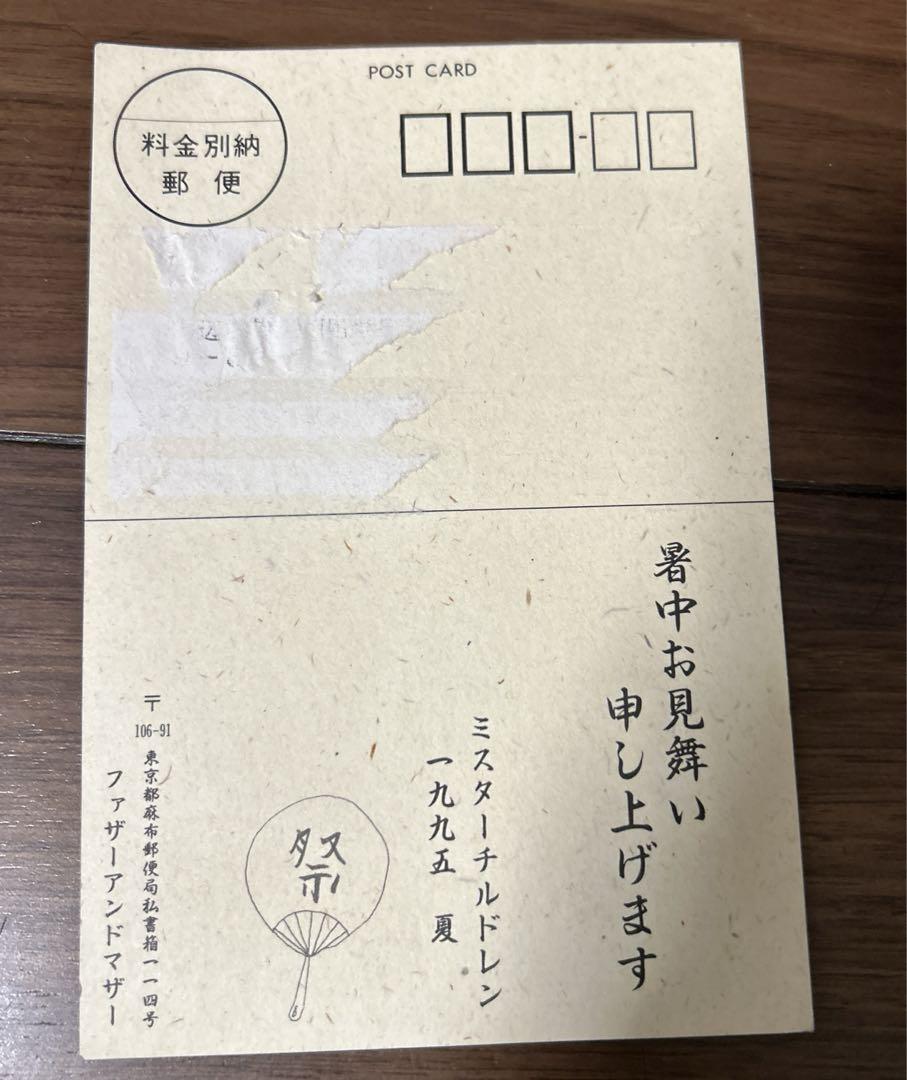 POST CARD
料金別納
郵便
暑中お見舞い
申し上げます
ミスターチルドレン
一九九五 夏
祭
〒
106-91
東京都麻布郵便局私書箱一一四号
ファザーアンドマザー